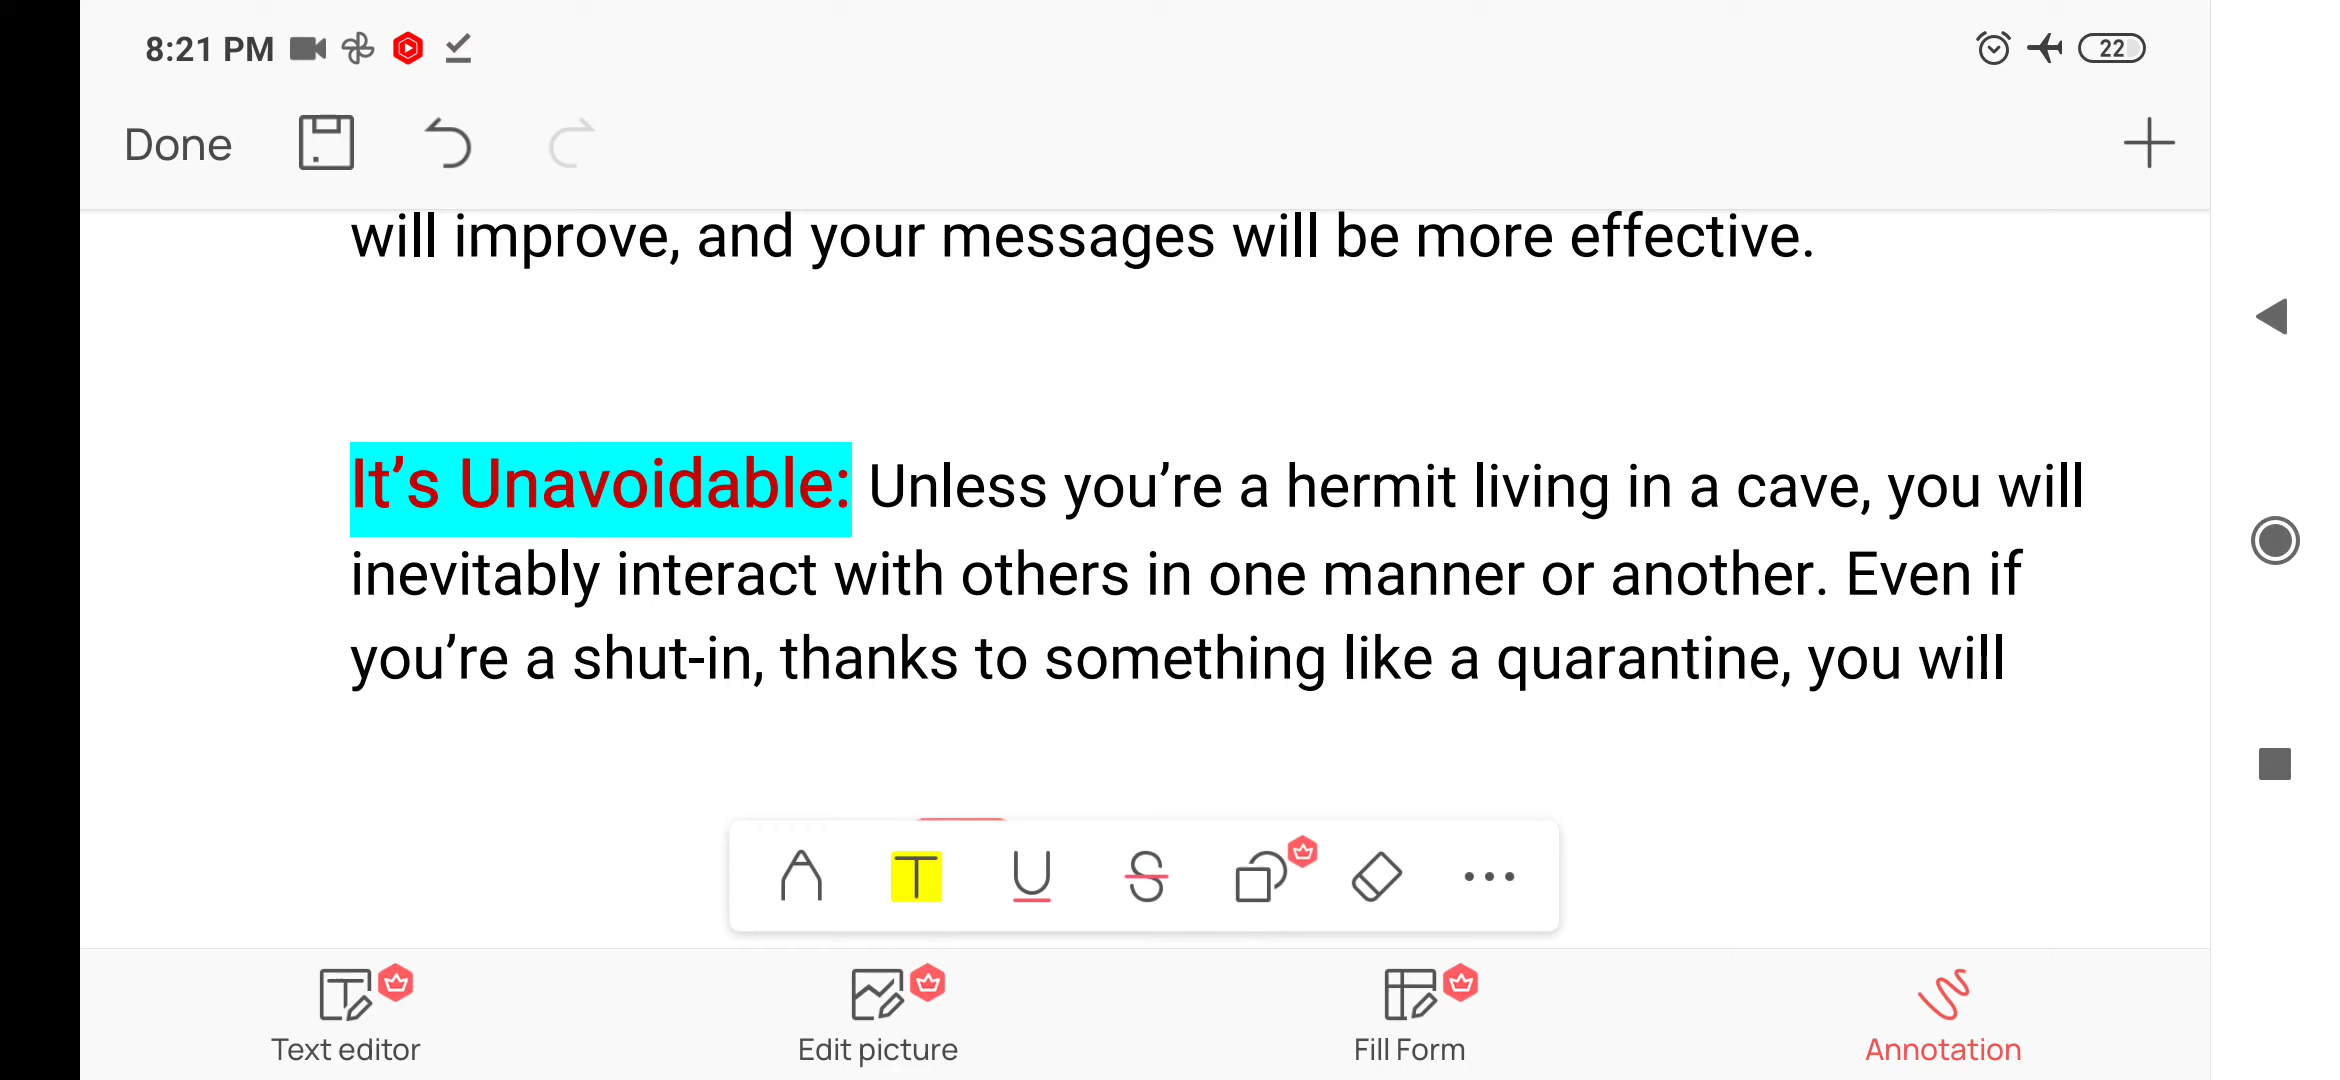 8:21 PM
22
Done
will improve, and your messages will be more effective.
It’s Unavoidable: Unless you’re a hermit living in a cave, you will
inevitably interact with others in one manner or another. Even if
you’re a shut-in, thanks to something like a quarantine, you will
T U S
Text editor
Edit picture
Fill Form
Annotation